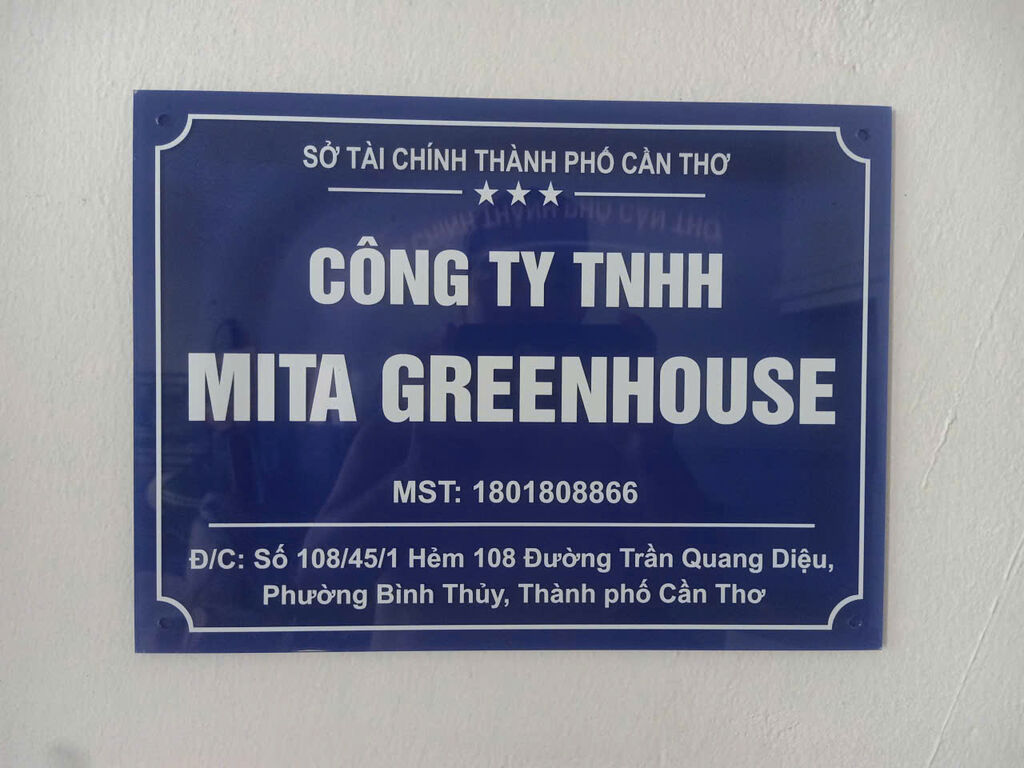 SỞ TÀI CHÍNH THÀNH PHỐ CẦN THƠ
CÔNG TY TNHH
MITA GREENHOUSE
MST: 1801808866
Đ/C: Số 108/45/1 Hẻm 108 Đường Trần Quang Diệu,
Phường Bình Thủy, Thành phố Cần Thơ